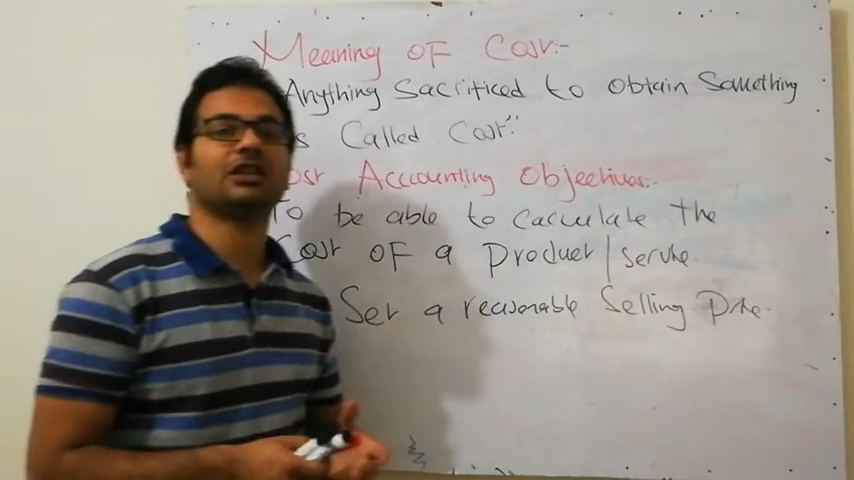 Meaning OF Cost:-
Anything Sacrificed to obtain Something
is Called Cost."
Cost Accounting Objectives:-
To be able to calculate the
Cost OF a Product/service.
Set a reasonable Selling Price.